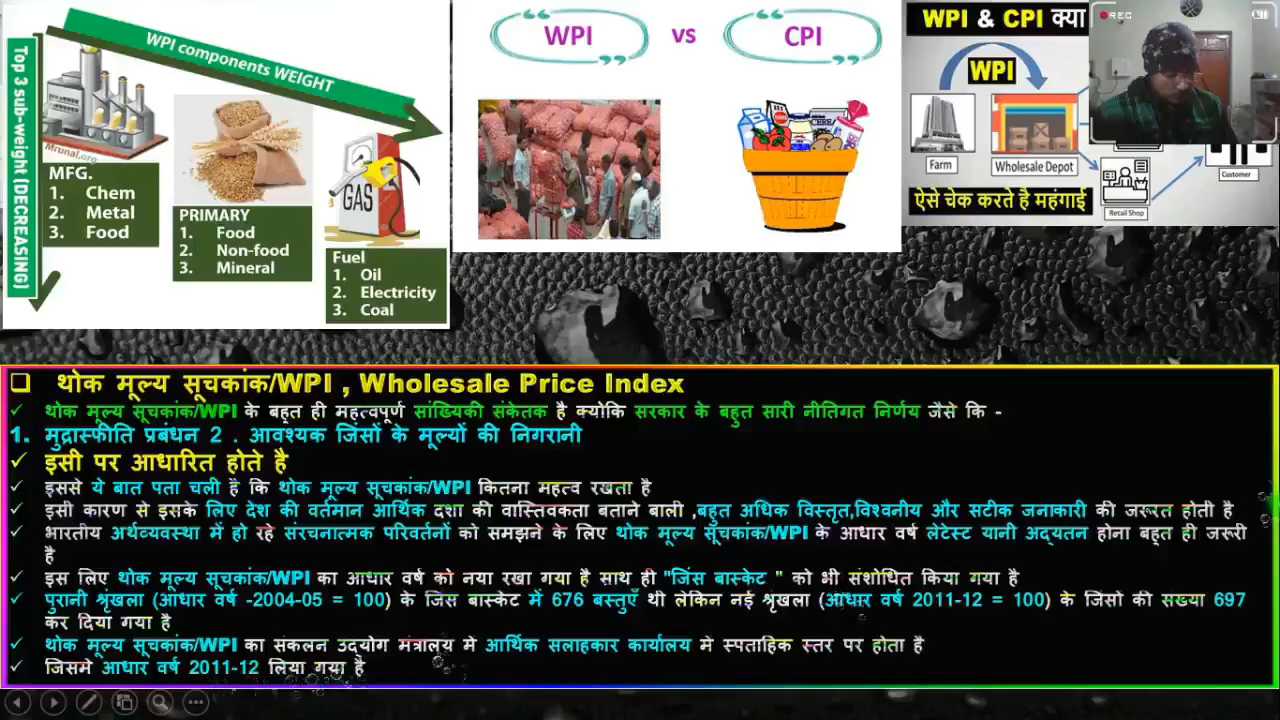 Top 3 sub-weight (DECREASING)
WPI components WEIGHT
Mrunal.org
MFG.
1. Chem
2. Metal
3. Food
PRIMARY
1. Food
2. Non-food
3. Mineral
GAS
Fuel
1. Oil
2. Electricity
3. Coal
WPI vs CPI
WPI & CPI क्या
REC
WPI
Farm
Wholesale Depot
Retail Shop
Customer
ऐसे चेक करते है महंगाई
❑ थोक मूल्य सूचकांक/WPI , Wholesale Price Index
✓ थोक मूल्य सूचकांक/WPI के बहुत ही महत्वपूर्ण सांख्यिकी संकेतक है क्योकि सरकार के बहुत सारी नीतिगत निर्णय जैसे कि -
1. मुद्रास्फीति प्रबंधन 2 . आवश्यक जिंसों के मूल्यों की निगरानी
✓ इसी पर आधारित होते है
✓ इससे ये बात पता चली है कि थोक मूल्य सूचकांक/WPI कितना महत्व रखता है
✓ इसी कारण से इसके लिए देश की वर्तमान आर्थिक दशा की वास्तिवकता बताने बाली ,बहुत अधिक विस्तृत,विश्वनीय और सटीक जनाकारी की जरूरत होती है
✓ भारतीय अर्थव्यवस्था में हो रहे संरचनात्मक परिवर्तनों को समझने के लिए थोक मूल्य सूचकांक/WPI के आधार वर्ष लेटेस्ट यानी अद्यतन होना बहुत ही जरूरी
है
✓ इस लिए थोक मूल्य सूचकांक/WPI का आधार वर्ष को नया रखा गया है साथ ही "जिंस बास्केट " को भी संशोधित किया गया है
✓ पुरानी श्रृंखला (आधार वर्ष -2004-05 = 100) के जिस बास्केट में 676 बस्तुएँ थी लेकिन नई श्रृखला (आधार वर्ष 2011-12 = 100) के जिसों की सख्या 697
कर दिया गया है
✓ थोक मूल्य सूचकांक/WPI का संकलन उद्योग मंत्रालय मे आर्थिक सलाहकार कार्यालय मे स्पताहिक स्तर पर होता है
✓ जिसमे आधार वर्ष 2011-12 लिया गया है